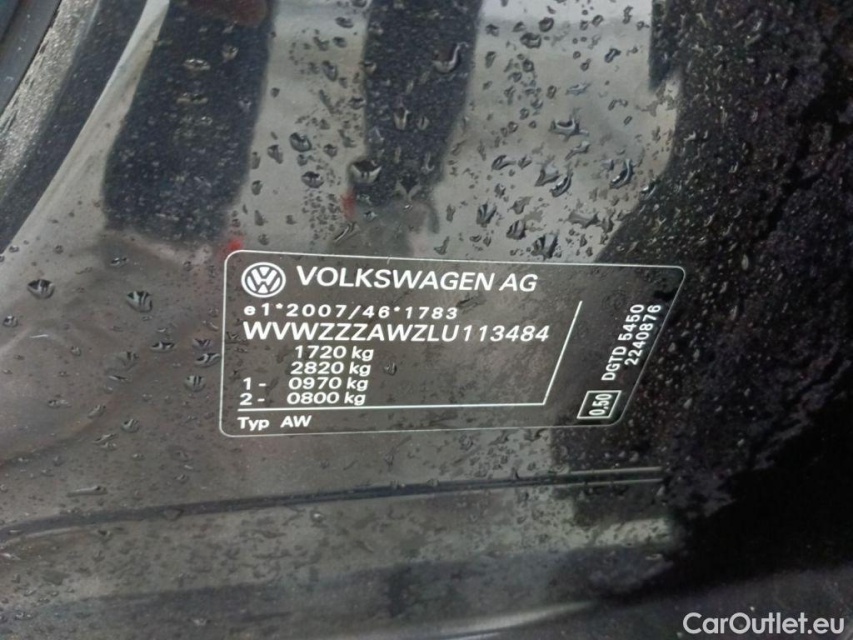 VOLKSWAGEN AG
e1*2007/46*1783
WVWZZZAWZLU113484
1720 kg
2820 kg
1- 0970 kg
2- 0800 kg
Typ AW
DGTD 5450
2240876
0.50
CarOutlet.eu